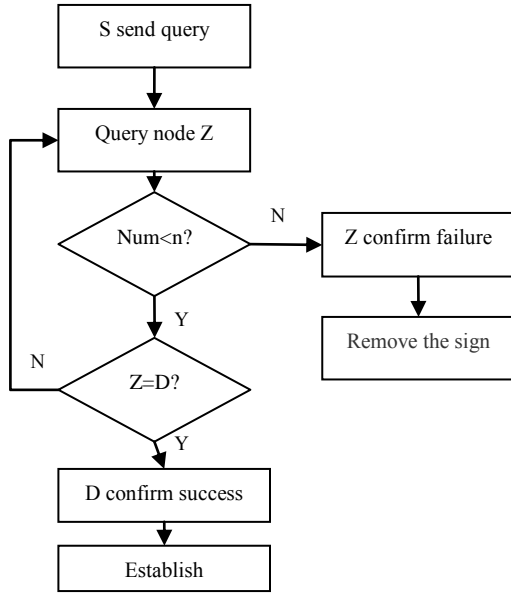 S send query
Query node Z
Num<n?
N
Z confirm failure
Y
Remove the sign
N
Z=D?
Y
D confirm success
Establish